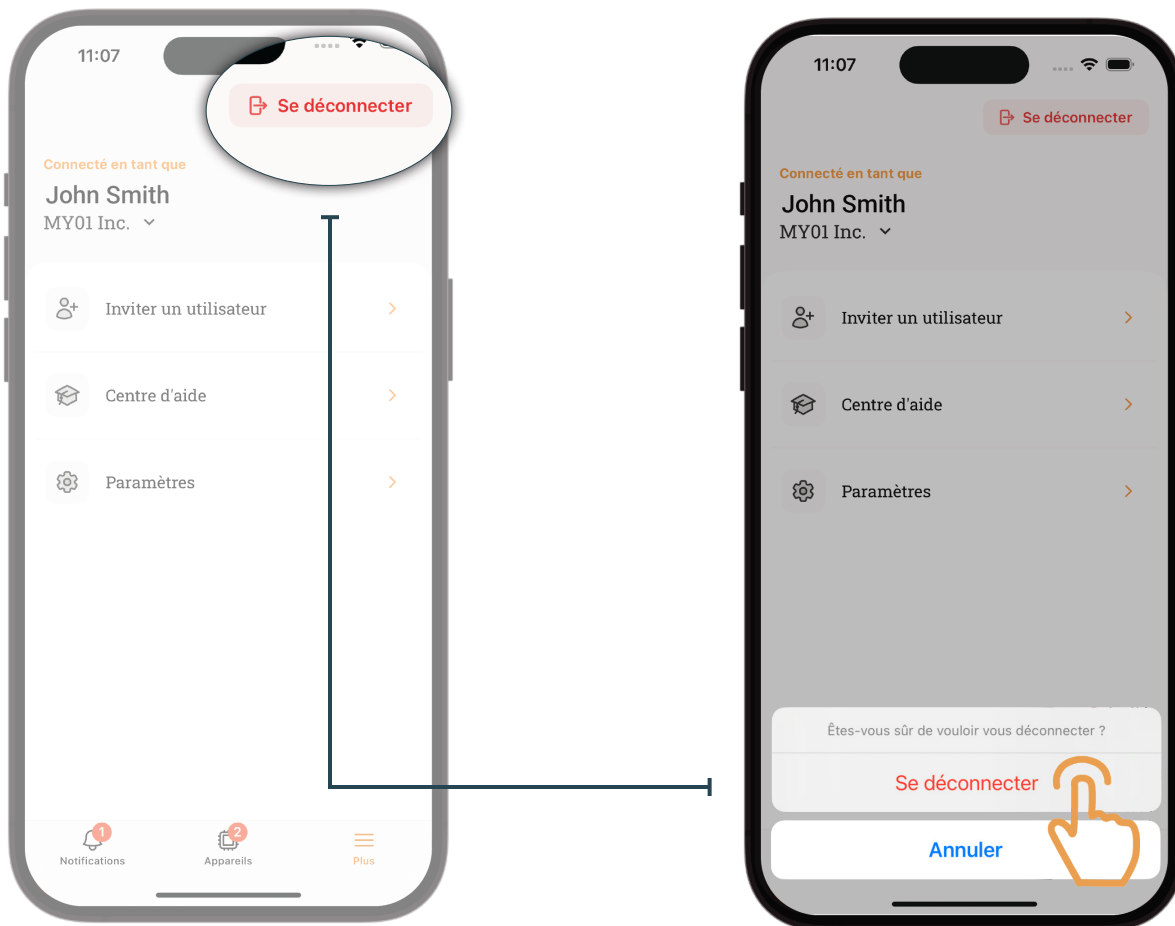 11:07
Se déconnecter
Connecté en tant que
John Smith
MY01 Inc.
Inviter un utilisateur
Centre d'aide
Paramètres
1
2
Notifications
Appareils
Plus
11:07
Se déconnecter
Connecté en tant que
John Smith
MY01 Inc.
Inviter un utilisateur
Centre d'aide
Paramètres
Êtes-vous sûr de vouloir vous déconnecter ?
Se déconnecter
Annuler